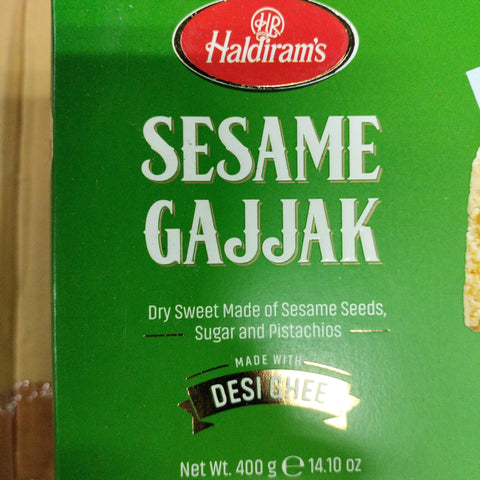 HR
Haldiram's
SESAME
GAJJAK
Dry Sweet Made of Sesame Seeds,
Sugar and Pistachios
MADE WITH
DESI GHEE
Net Wt. 400 g ℮ 14.10 oz